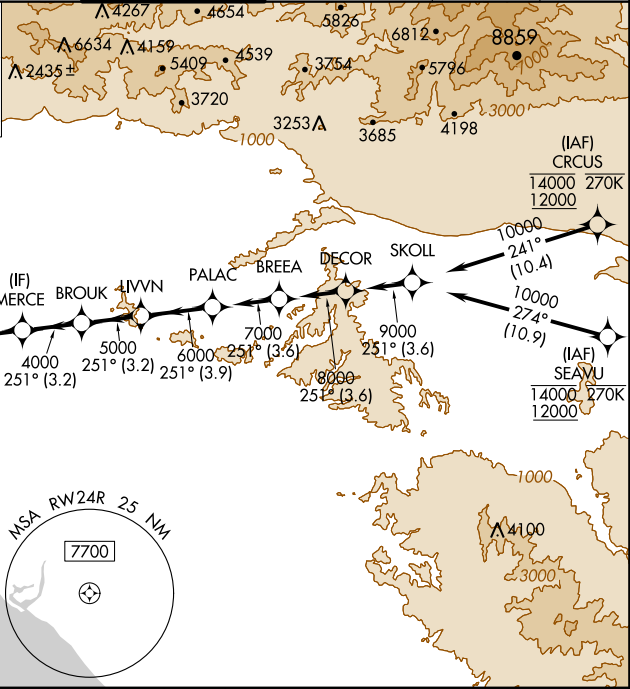 4267
4654
5826
6812
8859
6634
4159
5409
4539
3754
5796
000
2435±
3720
3253
3685
4198
3000
1000
(IAF)
CRCUS
14000 270K
12000
10000
241°
(10.4)
SKOLL
DECOR
BREEA
PALAC
LIVVN
BROUK
(IF)
MERCE
10000
274°
(10.9)
9000
251° (3.6)
8000
251° (3.6)
7000
251° (3.6)
6000
251° (3.9)
5000
251° (3.2)
4000
251° (3.2)
(IAF)
SEAVU
14000 270K
12000
1000
4100
3000
MSA RW24R 25 NM
7700